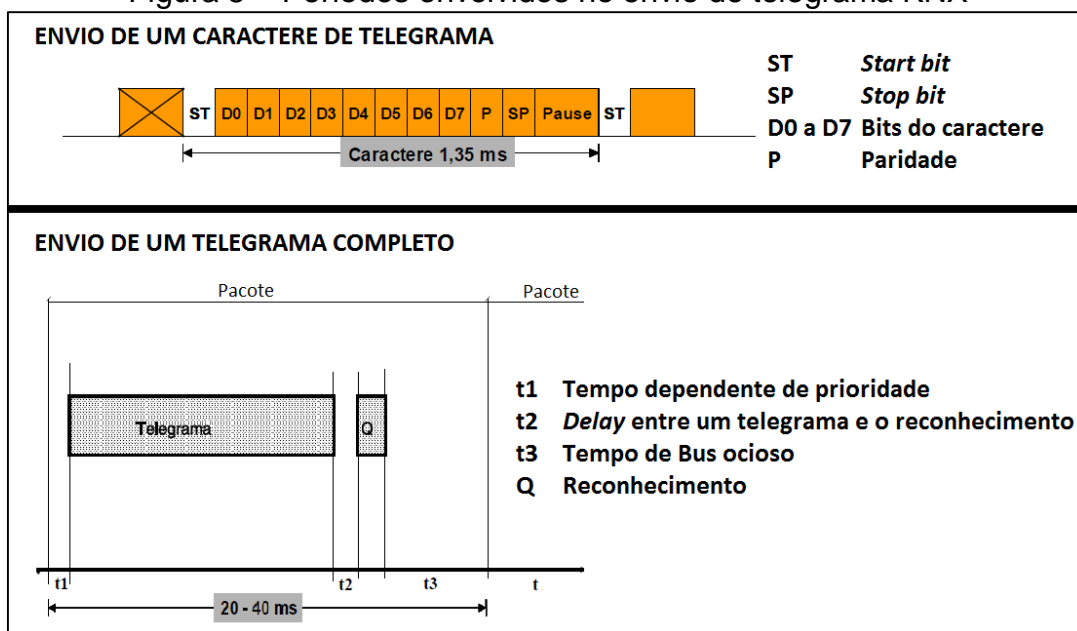 ENVIO DE UM CARACTERE DE TELEGRAMA
ST D0 D1 D2 D3 D4 D5 D6 D7 P SP Pause ST
Caractere 1,35 ms
ST Start bit
SP Stop bit
D0 a D7 Bits do caractere
P Paridade
ENVIO DE UM TELEGRAMA COMPLETO
Pacote Pacote
Telegrama Q
t1 t2 t3 t
20 - 40 ms
t1 Tempo dependente de prioridade
t2 Delay entre um telegrama e o reconhecimento
t3 Tempo de Bus ocioso
Q Reconhecimento